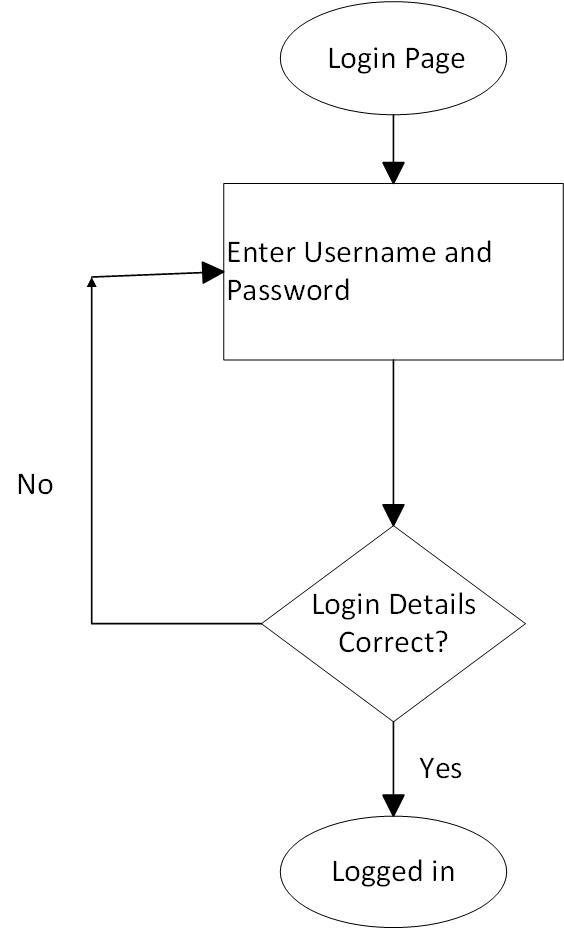 Login Page
Enter Username and
Password
No
Login Details
Correct?
Yes
Logged in